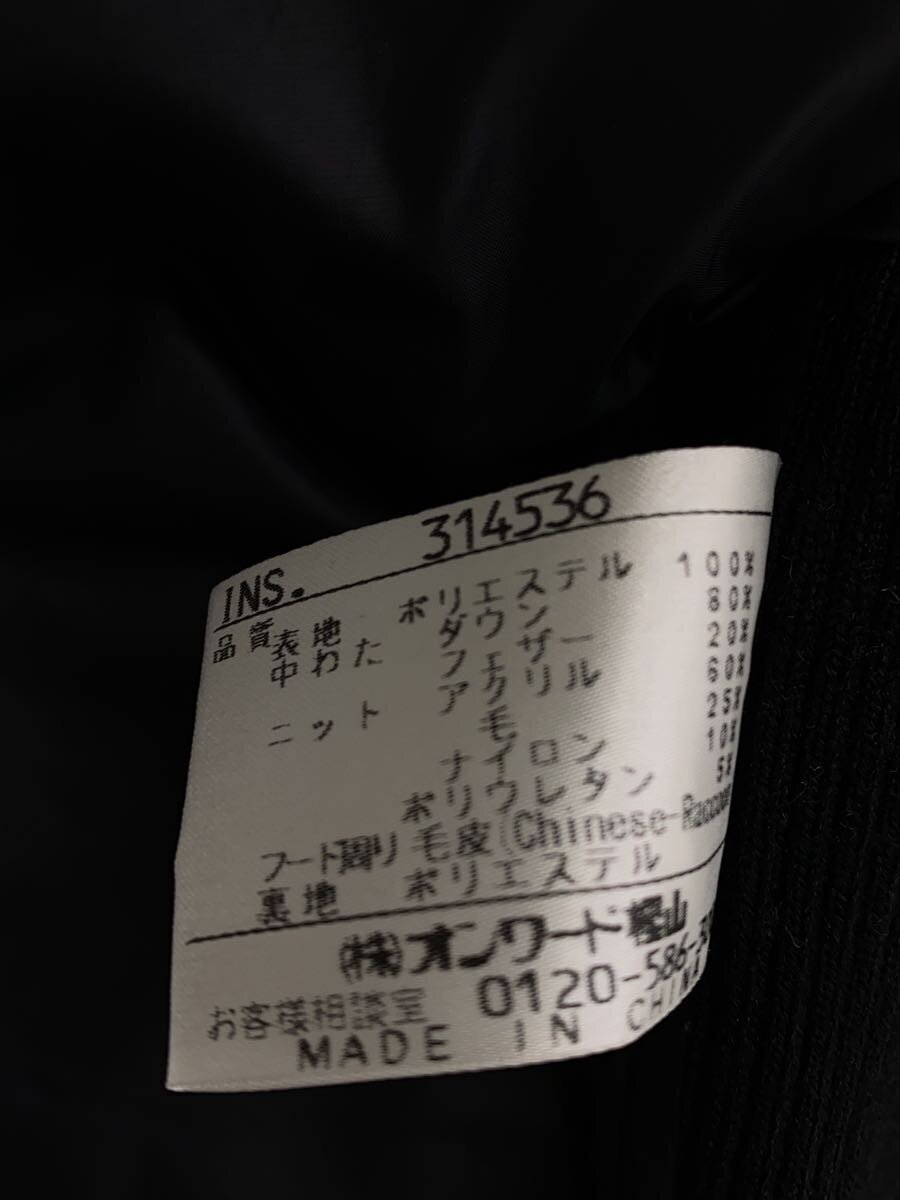 INS. 314536
品質 表地 ポリエステル 100%
中わた ダウン 80%
フェザー 20%
ニット アクリル 60%
毛 25%
ナイロン 10%
ポリウレタン 5%
フード周り 毛皮(Chinese-Raccoon
裏地 ポリエステル
(株)オンワード樫山
お客様相談室 0120-586-
MADE IN CHINA